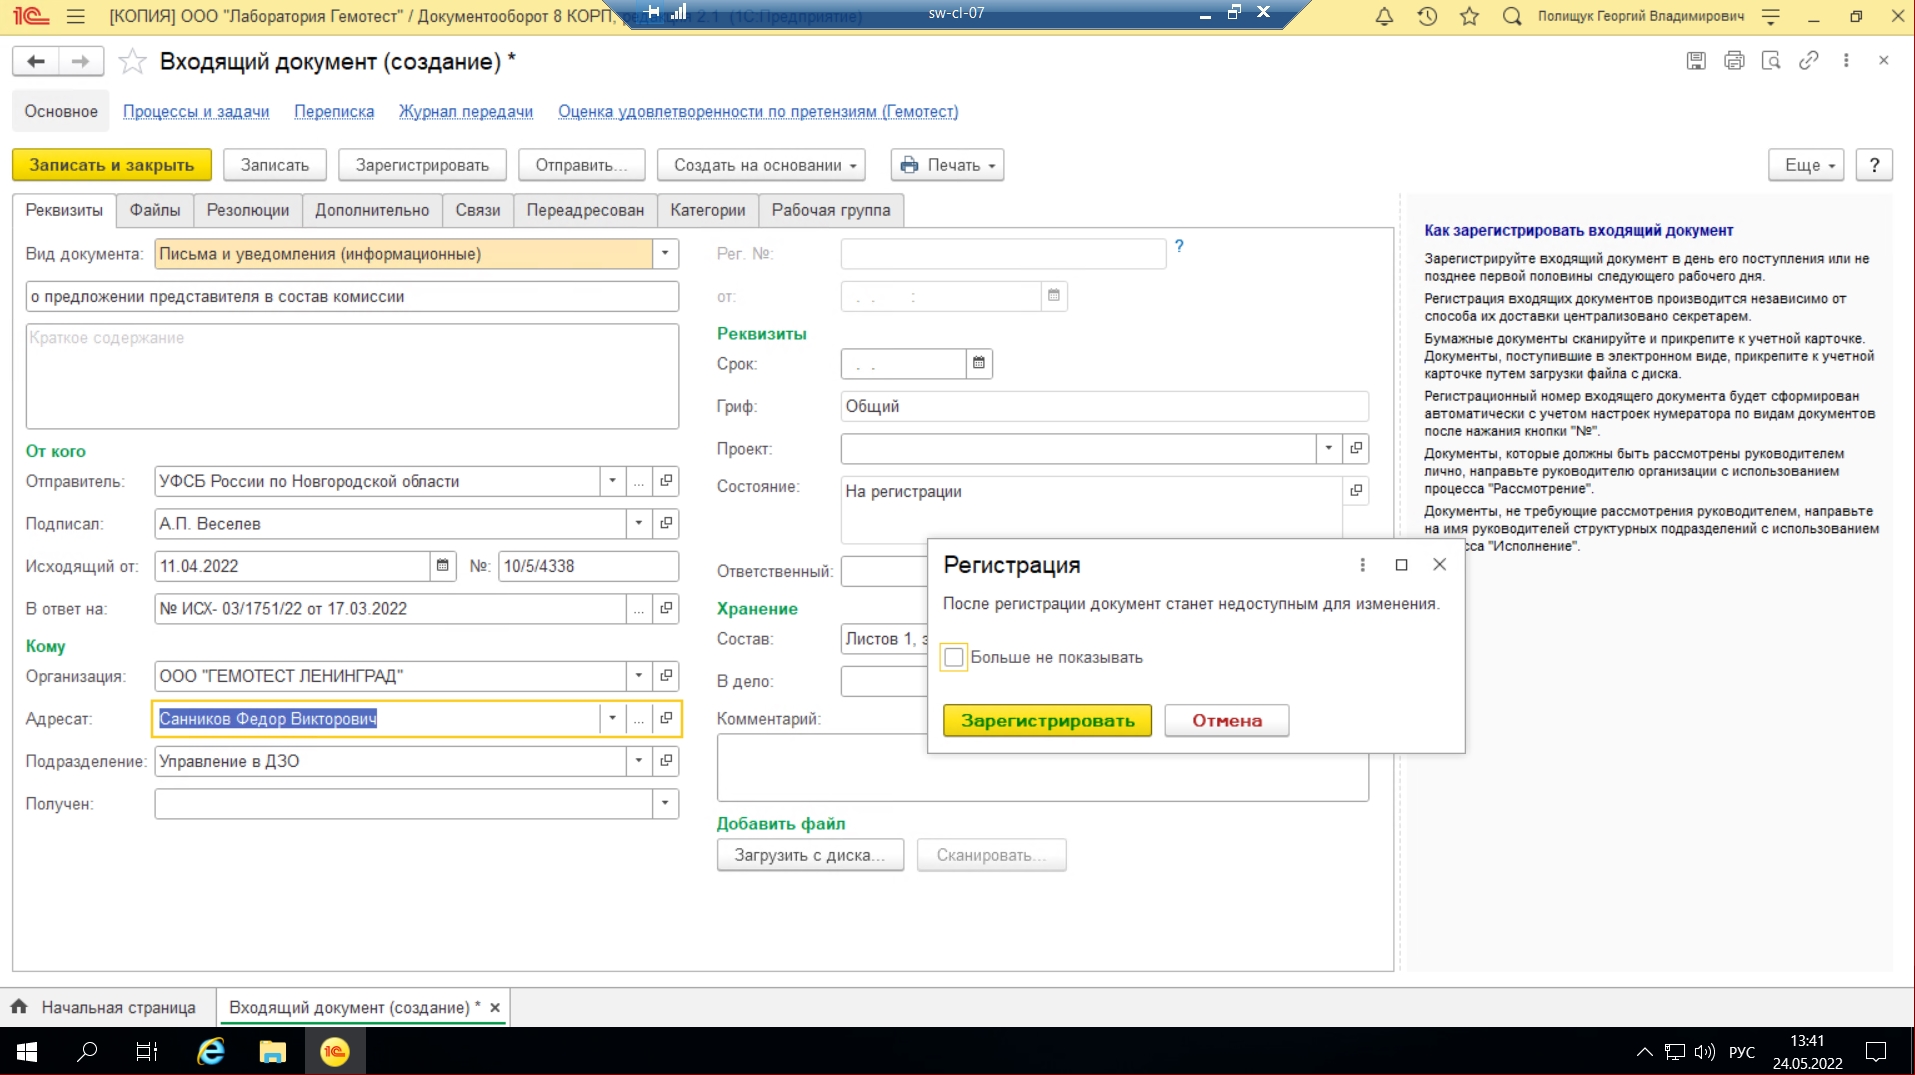 [КОПИЯ] ООО "Лаборатория Гемотест" / Документооборот 8 КОРП, редакция 2.1 (1С:Предприятие)
sw-cl-07
Полищук Георгий Владимирович
Входящий документ (создание) *
Основное
Процессы и задачи
Переписка
Журнал передачи
Оценка удовлетворенности по претензиям (Гемотест)
Записать и закрыть
Записать
Зарегистрировать
Отправить...
Создать на основании
Печать
Еще
?
Реквизиты
Файлы
Резолюции
Дополнительно
Связи
Переадресован
Категории
Рабочая группа
Вид документа: Письма и уведомления (информационные)
о предложении представителя в состав комиссии
Краткое содержание
От кого
Отправитель: УФСБ России по Новгородской области
Подписал: А.П. Веселев
Исходящий от: 11.04.2022 №: 10/5/4338
В ответ на: № ИСХ- 03/1751/22 от 17.03.2022
Кому
Организация: ООО "ГЕМОТЕСТ ЛЕНИНГРАД"
Адресат: Санников Федор Викторович
Подразделение: Управление в ДЗО
Получен:
Рег. №: ?
от: . . :
Реквизиты
Срок: . .
Гриф: Общий
Проект:
Состояние: На регистрации
Ответственный:
Хранение
Состав: Листов 1, э
В дело:
Комментарий:
Добавить файл
Загрузить с диска...
Сканировать...
Регистрация
После регистрации документ станет недоступным для изменения.
Больше не показывать
Зарегистрировать
Отмена
Как зарегистрировать входящий документ
Зарегистрируйте входящий документ в день его поступления или не
позднее первой половины следующего рабочего дня.
Регистрация входящих документов производится независимо от
способа их доставки централизовано секретарем.
Бумажные документы сканируйте и прикрепите к учетной карточке.
Документы, поступившие в электронном виде, прикрепите к учетной
карточке путем загрузки файла с диска.
Регистрационный номер входящего документа будет сформирован
автоматически с учетом настроек нумератора по видам документов
после нажания кнопки "№".
Документы, которые должны быть рассмотрены руководителем
лично, направьте руководителю организации с использованием
процесса "Рассмотрение".
Документы, не требующие рассмотрения руководителем, направьте
на имя руководителей структурных подразделений с использованием
сса "Исполнение".
Начальная страница
Входящий документ (создание) *
РУС
13:41
24.05.2022